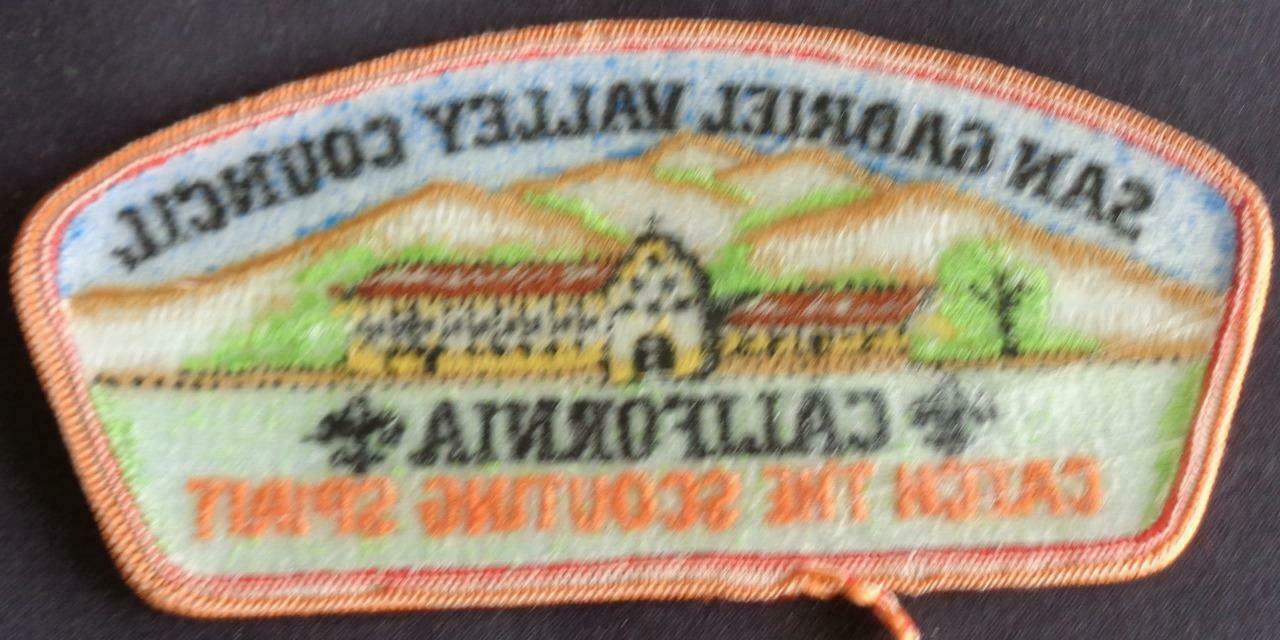 SAN GABRIEL VALLEY COUNCIL
CALIFORNIA
CATCH THE SCOUTING SPIRIT